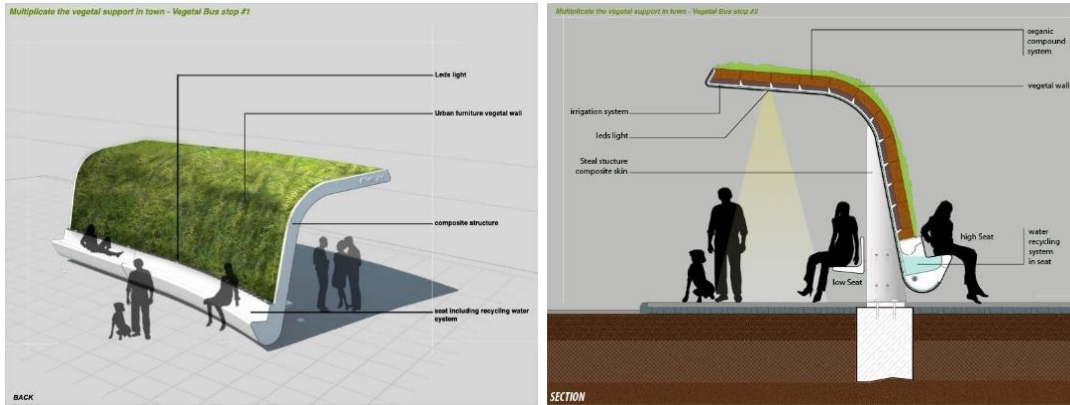 Multiplicate the vegetal support in town - Vegetal Bus stop #1
Leds light
Urban furniture vegetal wall
composite structure
seat including recycling water
system
BACK
Multiplicate the vegetal support in town - Vegetal Bus stop #2
organic
compound
system
vegetal wall
irrigation system
leds light
Steal stucture
composite skin
high Seat
water
recycling
system
in seat
low Seat
SECTION